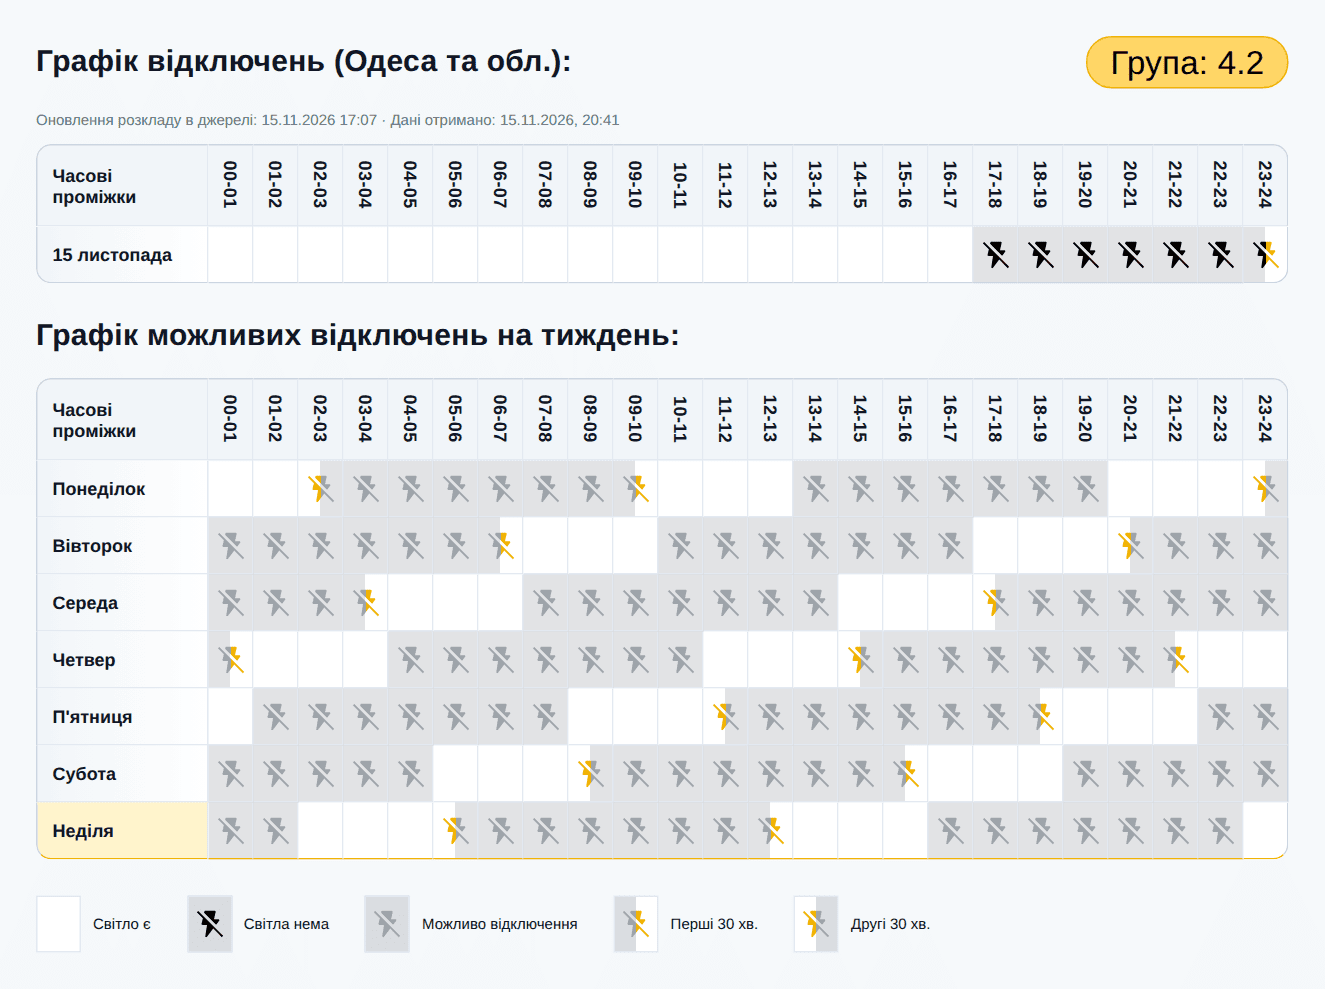 Графік відключень (Одеса та обл.):
Група: 4.2
Оновлення розкладу в джерелі: 15.11.2026 17:07 · Дані отримано: 15.11.2026, 20:41
Часові проміжки 00-01 01-02 02-03 03-04 04-05 05-06 06-07 07-08 08-09 09-10 10-11 11-12 12-13 13-14 14-15 15-16 16-17 17-18 18-19 19-20 20-21 21-22 22-23 23-24
15 листопада
Графік можливих відключень на тиждень:
Часові проміжки 00-01 01-02 02-03 03-04 04-05 05-06 06-07 07-08 08-09 09-10 10-11 11-12 12-13 13-14 14-15 15-16 16-17 17-18 18-19 19-20 20-21 21-22 22-23 23-24
Понеділок
Вівторок
Середа
Четвер
П'ятниця
Субота
Неділя
Світло є Світла нема Можливо відключення Перші 30 хв. Другі 30 хв.